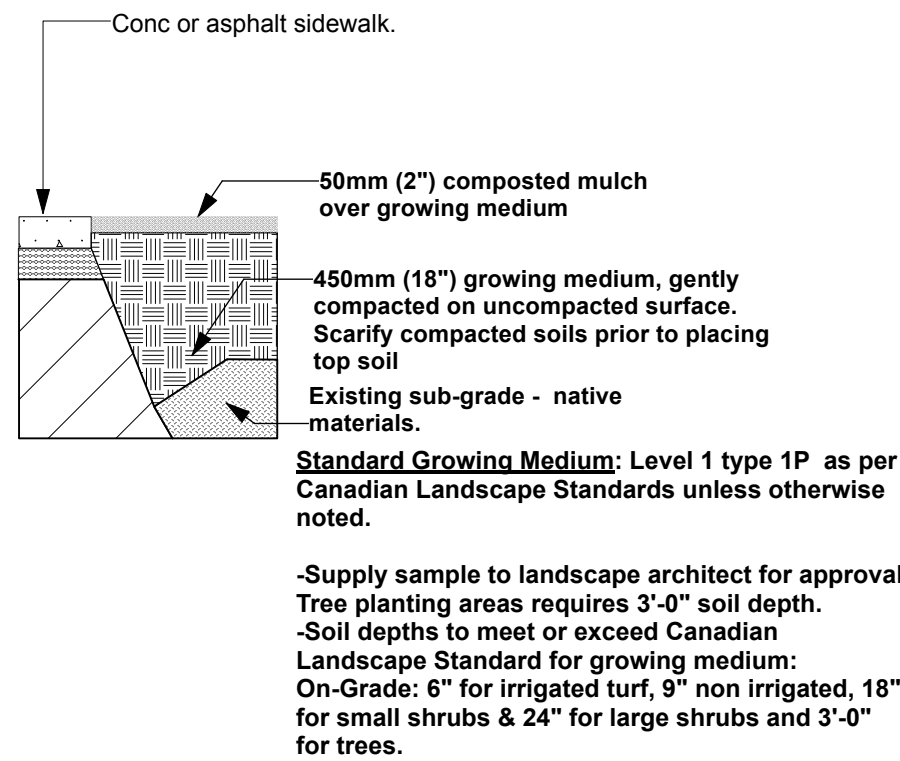 Conc or asphalt sidewalk.
50mm (2") composted mulch
over growing medium
450mm (18") growing medium, gently
compacted on uncompacted surface.
Scarify compacted soils prior to placing
top soil
Existing sub-grade - native
materials.
Standard Growing Medium: Level 1 type 1P as per
Canadian Landscape Standards unless otherwise
noted.
-Supply sample to landscape architect for approval
Tree planting areas requires 3'-0" soil depth.
-Soil depths to meet or exceed Canadian
Landscape Standard for growing medium:
On-Grade: 6" for irrigated turf, 9" non irrigated, 18"
for small shrubs & 24" for large shrubs and 3'-0"
for trees.